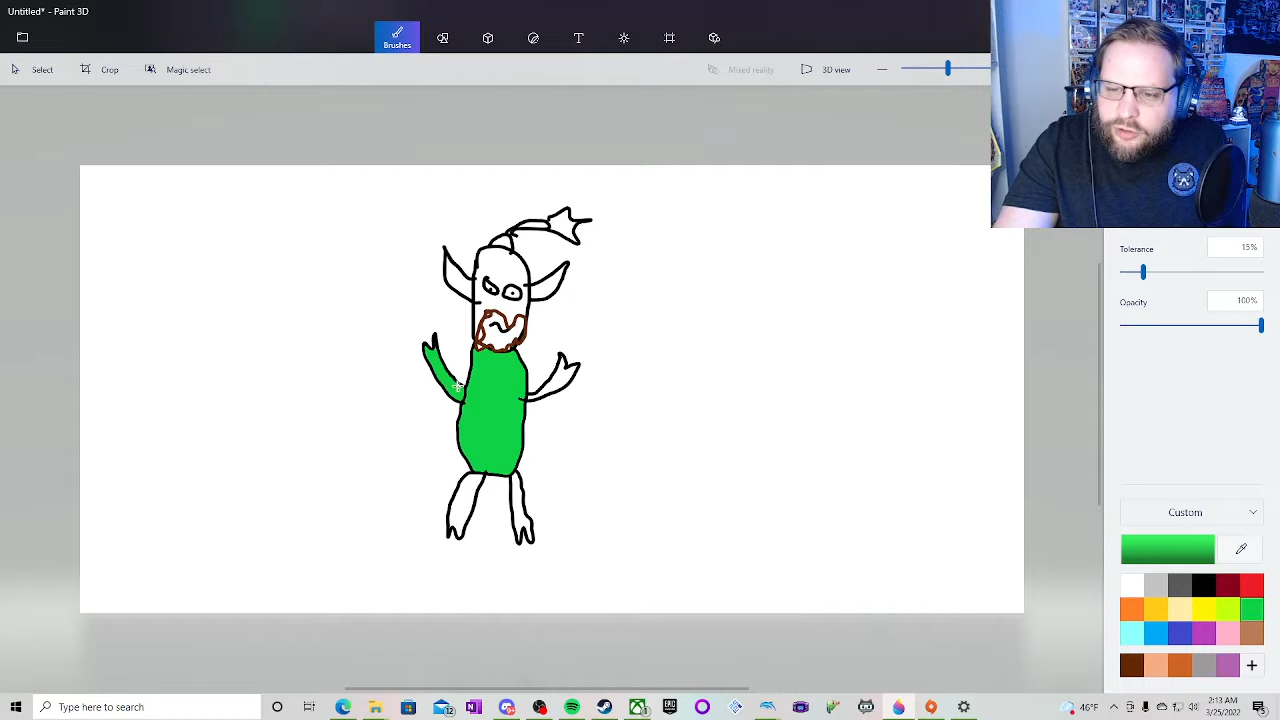 Untitled* - Paint 3D
Brushes
Select
Crop
Magic select
Mixed reality
3D view
Tolerance
15%
Opacity
100%
Custom
Type here to search
12
46°F
2:13 AM
3/25/2022